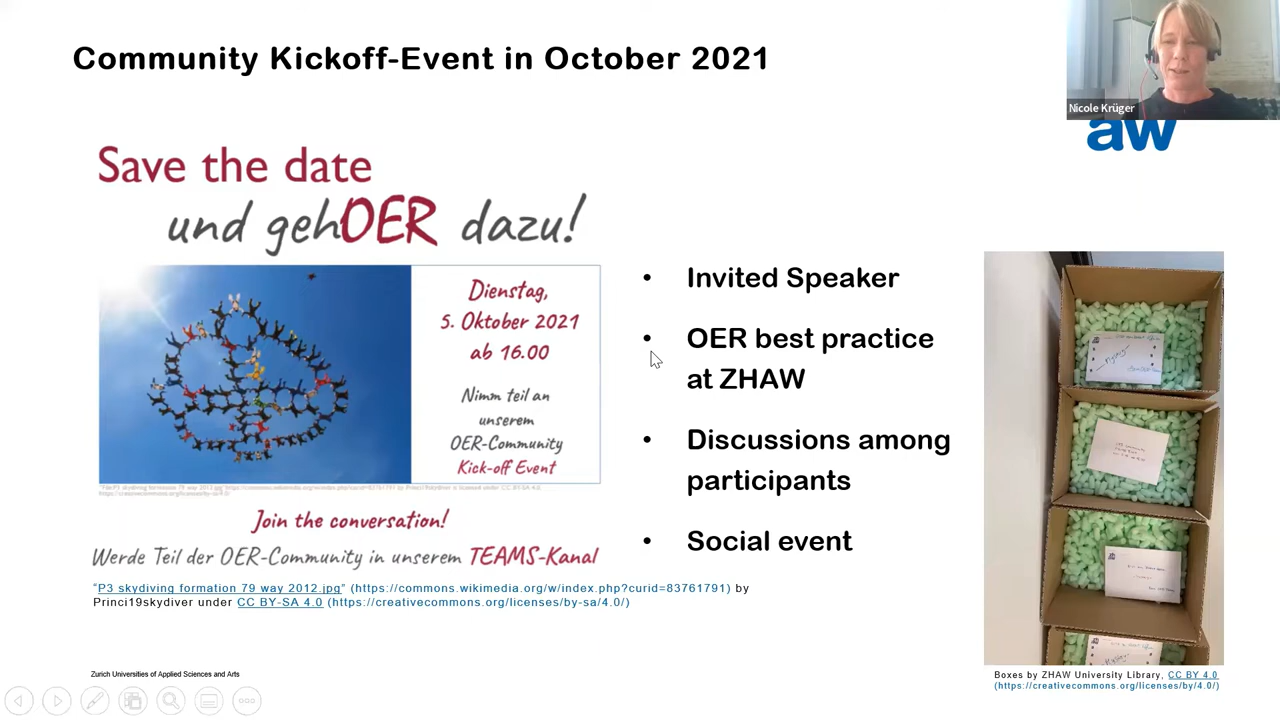 Community Kickoff-Event in October 2021
Nicole Krüger
aw
Save the date
und gehOER dazu!
Dienstag,
5. Oktober 2021
ab 16.00
Nimm teil an
unserem
OER-Community
Kick-off Event
Join the conversation!
Werde Teil der OER-Community in unserem TEAMS-Kanal
"P3 skydiving formation 79 way 2012.jpg" (https://commons.wikimedia.org/w/index.php?curid=83761791) by
Princi19skydiver under CC BY-SA 4.0 (https://creativecommons.org/licenses/by-sa/4.0/)
• Invited Speaker
• OER best practice
at ZHAW
• Discussions among
participants
• Social event
Mystery
Boxes by ZHAW University Library, CC BY 4.0
(https://creativecommons.org/licenses/by/4.0/)
Zurich Universities of Applied Sciences and Arts